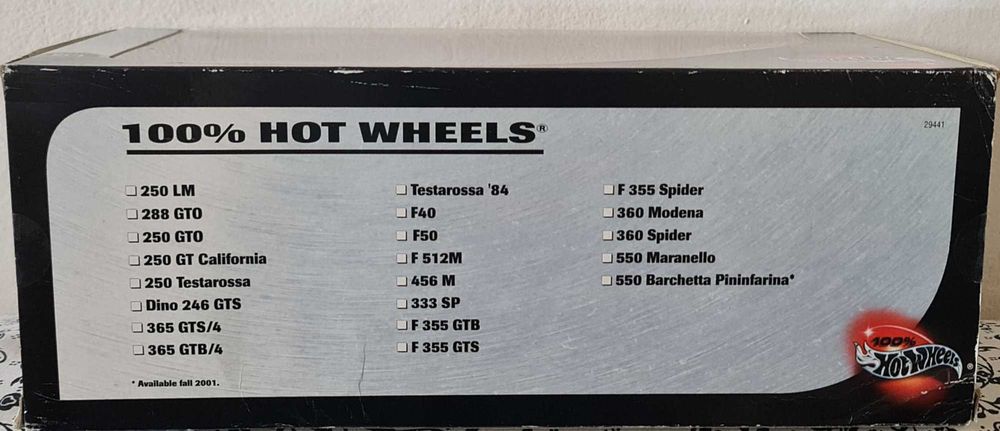 100% HOT WHEELS®
29441
250 LM
288 GTO
250 GTO
250 GT California
250 Testarossa
Dino 246 GTS
365 GTS/4
365 GTB/4
Testarossa '84
F40
F50
F 512M
456 M
333 SP
F 355 GTB
F 355 GTS
F 355 Spider
360 Modena
360 Spider
550 Maranello
550 Barchetta Pininfarina*
* Available fall 2001.
100%
Hot Wheels®